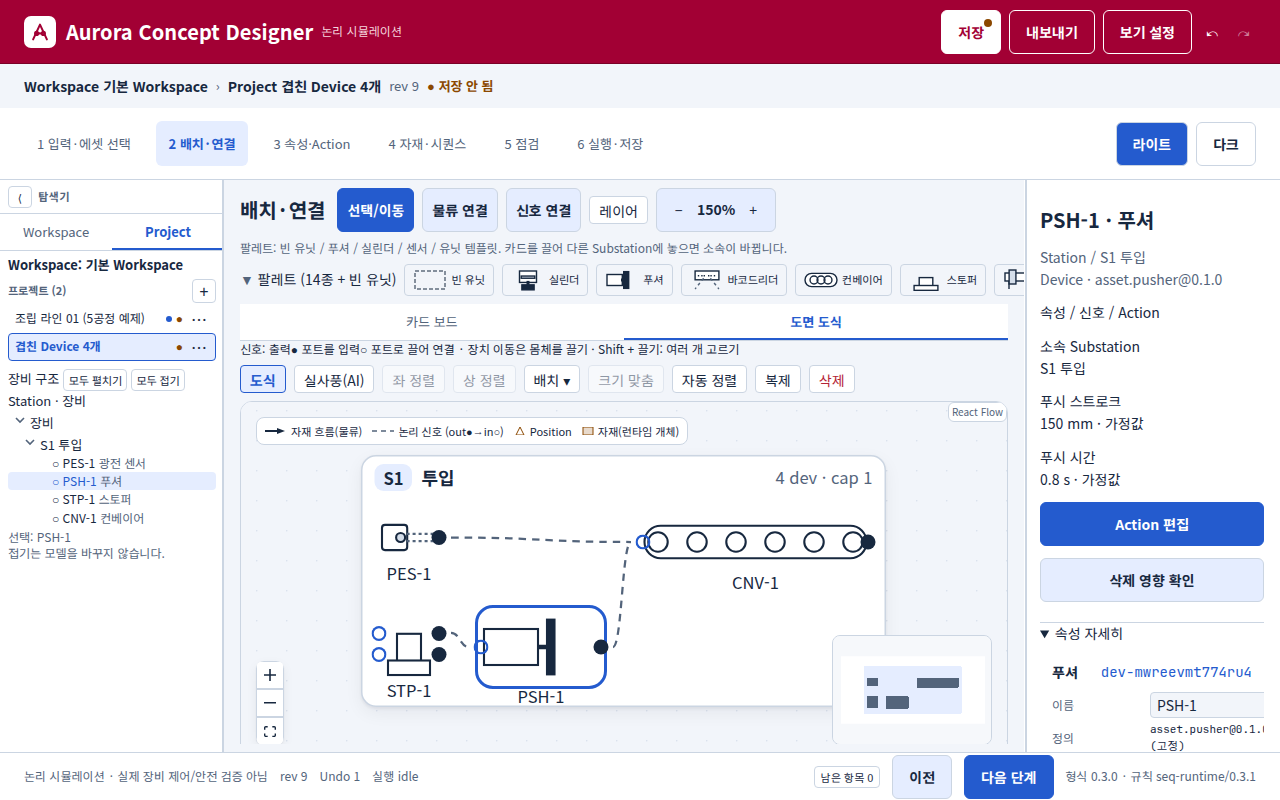 Aurora Concept Designer 논리 시뮬레이션
저장 내보내기 보기 설정
Workspace 기본 Workspace › Project 겹친 Device 4개 rev 9 ● 저장 안 됨
1 입력·에셋 선택 2 배치·연결 3 속성·Action 4 자재·시퀀스 5 점검 6 실행·저장
라이트 다크
탐색기
Workspace Project
Workspace: 기본 Workspace
프로젝트 (2) +
조립 라인 01 (5공정 예제) ···
겹친 Device 4개 ···
장비 구조 모두 펼치기 모두 접기
Station · 장비
장비
S1 투입
○ PES-1 광전 센서
○ PSH-1 푸셔
○ STP-1 스토퍼
○ CNV-1 컨베이어
선택: PSH-1
접기는 모델을 바꾸지 않습니다.
배치·연결 선택/이동 물류 연결 신호 연결 레이어 − 150% +
팔레트: 빈 유닛 / 푸셔 / 실린더 / 센서 / 유닛 템플릿. 카드를 끌어 다른 Substation에 놓으면 소속이 바뀝니다.
▼ 팔레트 (14종 + 빈 유닛) 빈 유닛 실린더 푸셔 바코드리더 컨베이어 스토퍼
카드 보드 도면 도식
신호: 출력● 포트를 입력○ 포트로 끌어 연결 · 장치 이동은 몸체를 끌기 · Shift + 끌기: 여러 개 고르기
도식 실사풍(AI) 좌 정렬 상 정렬 배치 ▾ 크기 맞춤 자동 정렬 복제 삭제
React Flow
자재 흐름(물류) 논리 신호 (out●→in○) Position 자재(런타임 개체)
S1 투입 4 dev · cap 1
PES-1
CNV-1
STP-1
PSH-1
PSH-1 · 푸셔
Station / S1 투입
Device · asset.pusher@0.1.0
속성 / 신호 / Action
소속 Substation
S1 투입
푸시 스트로크
150 mm · 가정값
푸시 시간
0.8 s · 가정값
Action 편집
삭제 영향 확인
▼ 속성 자세히
푸셔 dev-mwreevmt774ru4
이름 PSH-1
정의 asset.pusher@0.1.
(고정)
논리 시뮬레이션 · 실제 장비 제어/안전 검증 아님 rev 9 Undo 1 실행 idle
남은 항목 0 이전 다음 단계 형식 0.3.0 · 규칙 seq-runtime/0.3.1